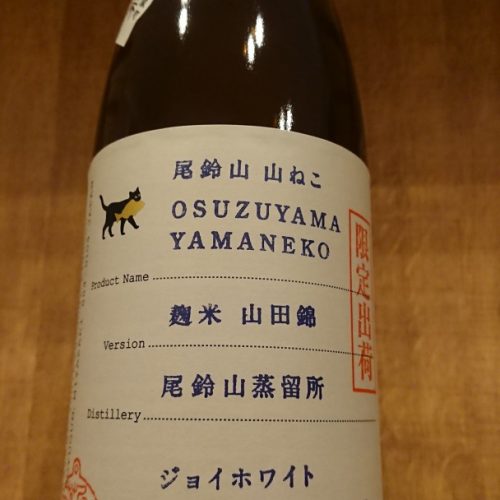 尾鈴山 山ねこ
OSUZUYAMA
YAMANEKO
Product Name
麹米 山田錦
Version
尾鈴山蒸留所
Distillery
ジョイホワイト
限定出荷